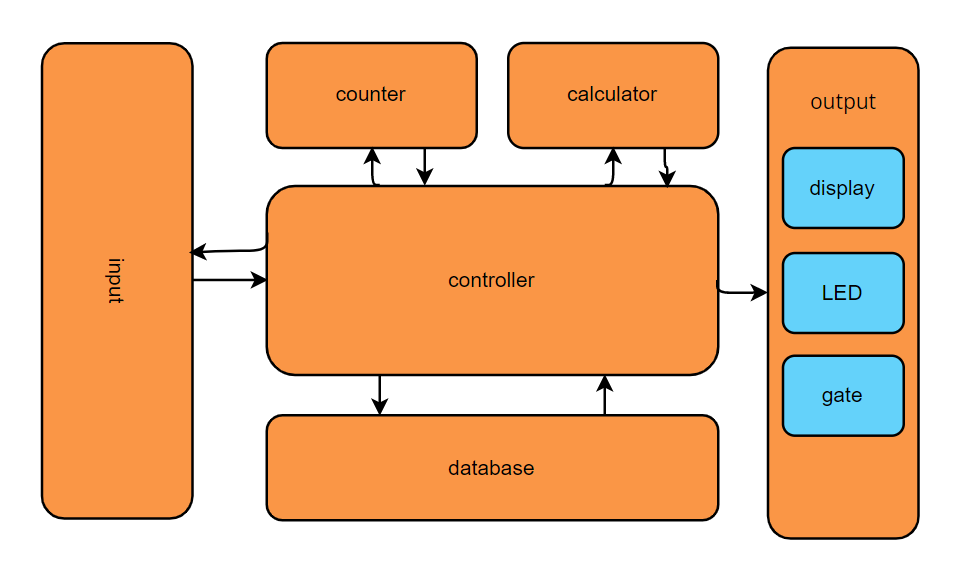 input
counter
calculator
controller
database
output
display
LED
gate